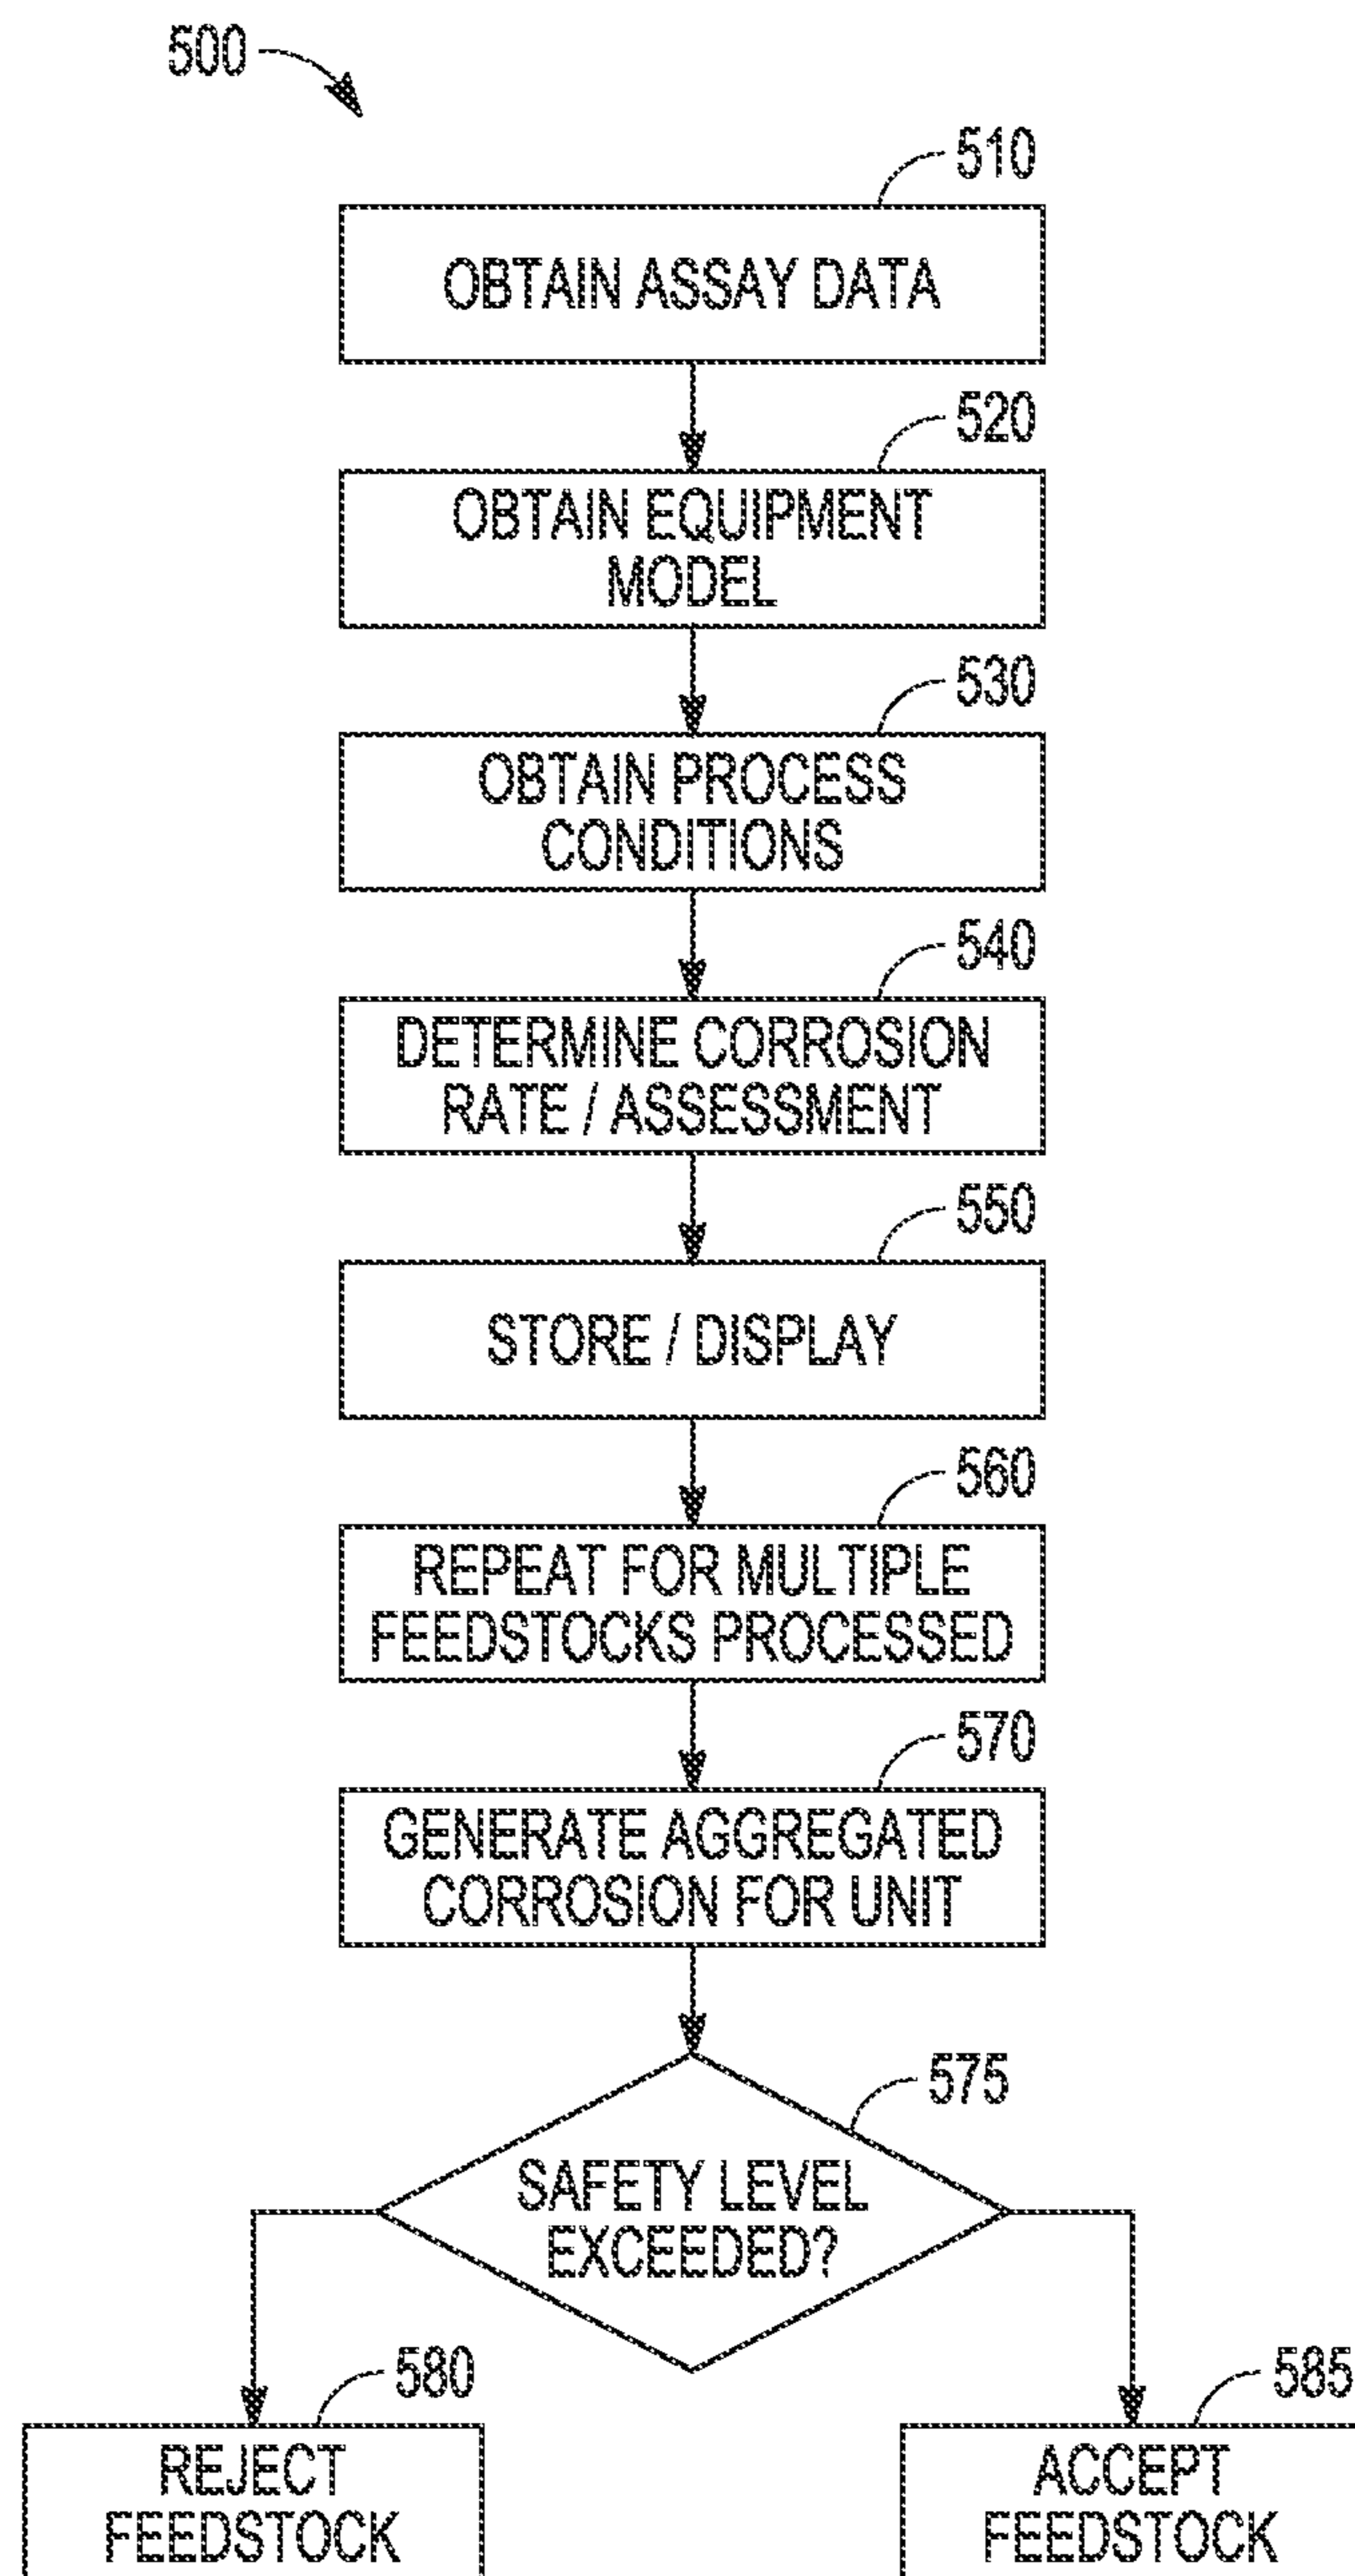 500
510
OBTAIN ASSAY DATA
520
OBTAIN EQUIPMENT
MODEL
530
OBTAIN PROCESS
CONDITIONS
540
DETERMINE CORROSION
RATE / ASSESSMENT
550
STORE / DISPLAY
560
REPEAT FOR MULTIPLE
FEEDSTOCKS PROCESSED
570
GENERATE AGGREGATED
CORROSION FOR UNIT
575
SAFETY LEVEL
EXCEEDED?
580
REJECT
FEEDSTOCK
585
ACCEPT
FEEDSTOCK